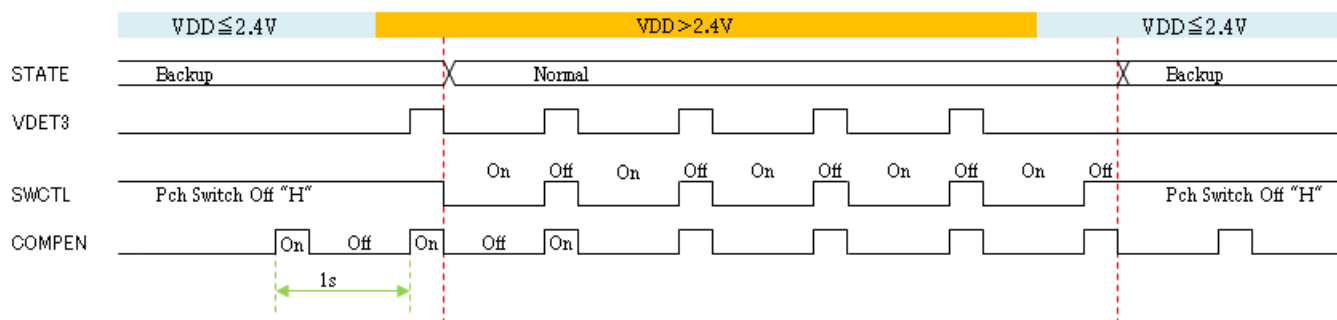 VDD≦2.4V VDD>2.4V VDD≦2.4V
STATE Backup Normal Backup
VDET3
On Off On Off On Off On Off On Off
SWCTL Pch Switch Off "H" Pch Switch Off "H"
COMPEN On Off On Off On
1s